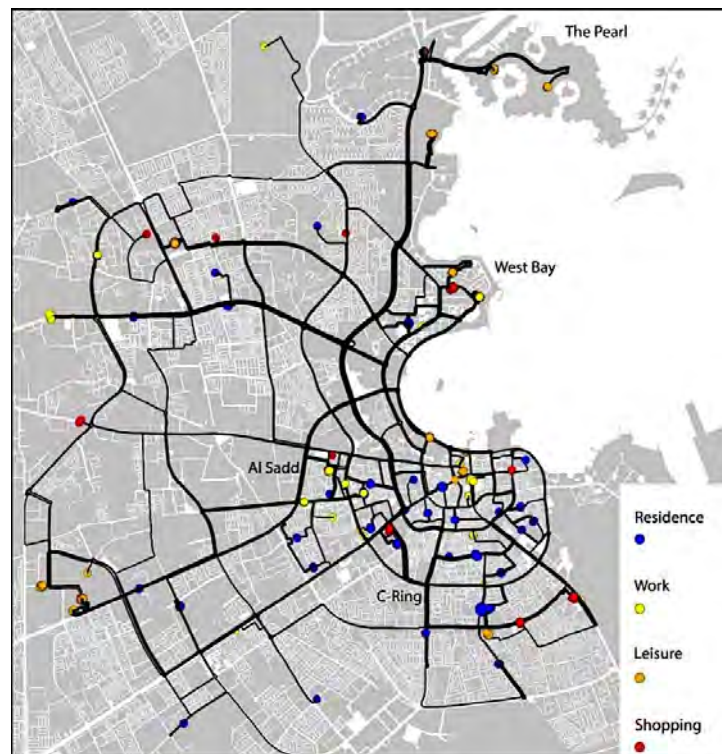 The Pearl
West Bay
Al Sadd
C-Ring
Residence
Work
Leisure
Shopping